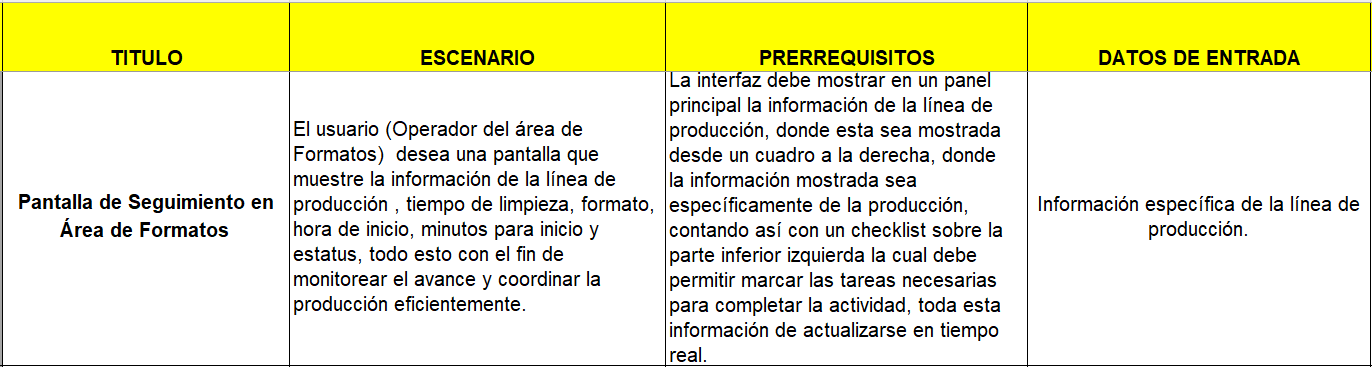 TITULO
ESCENARIO
PRERREQUISITOS
DATOS DE ENTRADA
Pantalla de Seguimiento en
Área de Formatos
El usuario (Operador del área de
Formatos)  desea una pantalla que
muestre la información de la línea de
producción , tiempo de limpieza, formato,
hora de inicio, minutos para inicio y
estatus, todo esto con el fin de
monitorear el avance y coordinar la
producción eficientemente.
La interfaz debe mostrar en un panel
principal la información de la línea de
producción, donde esta sea mostrada
desde un cuadro a la derecha, donde
la información mostrada sea
específicamente de la producción,
contando así con un checklist sobre la
parte inferior izquierda la cual debe
permitir marcar las tareas necesarias
para completar la actividad, toda esta
información de actualizarse en tiempo
real.
Información específica de la línea de
producción.